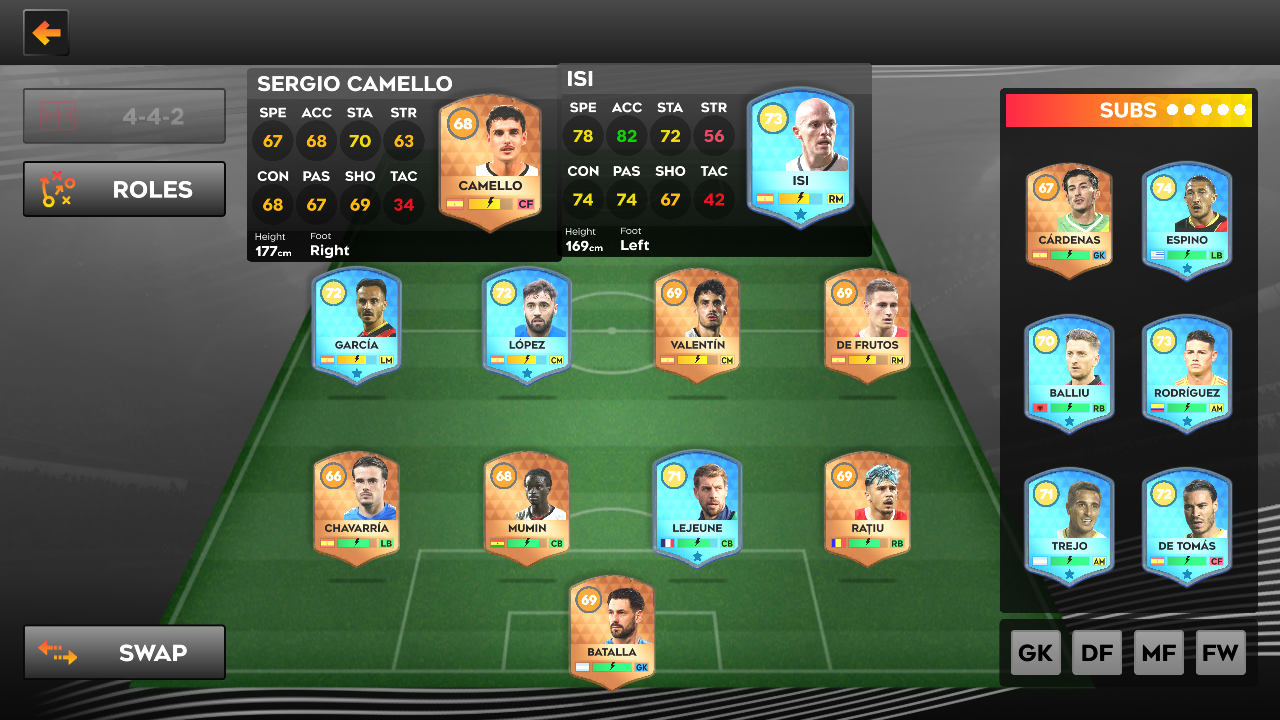 4-4-2
ROLES
SERGIO CAMELLO
SPE ACC STA STR
67 68 70 63
CON PAS SHO TAC
68 67 69 34
Height Foot
177cm Right
68
CAMELLO
CF
ISI
SPE ACC STA STR
78 82 72 56
CON PAS SHO TAC
74 74 67 42
Height Foot
169cm Left
73
ISI
RM
SUBS
67
CÁRDENAS
GK
74
ESPINO
LB
70
BALLIU
RB
73
RODRÍGUEZ
AM
71
TREJO
AM
72
DE TOMÁS
CF
72
GARCÍA
LM
72
LÓPEZ
CM
69
VALENTÍN
CM
69
DE FRUTOS
RM
66
CHAVARRÍA
LB
68
MUMIN
CB
71
LEJEUNE
CB
69
RAȚIU
RB
69
BATALLA
GK
SWAP
GK DF MF FW